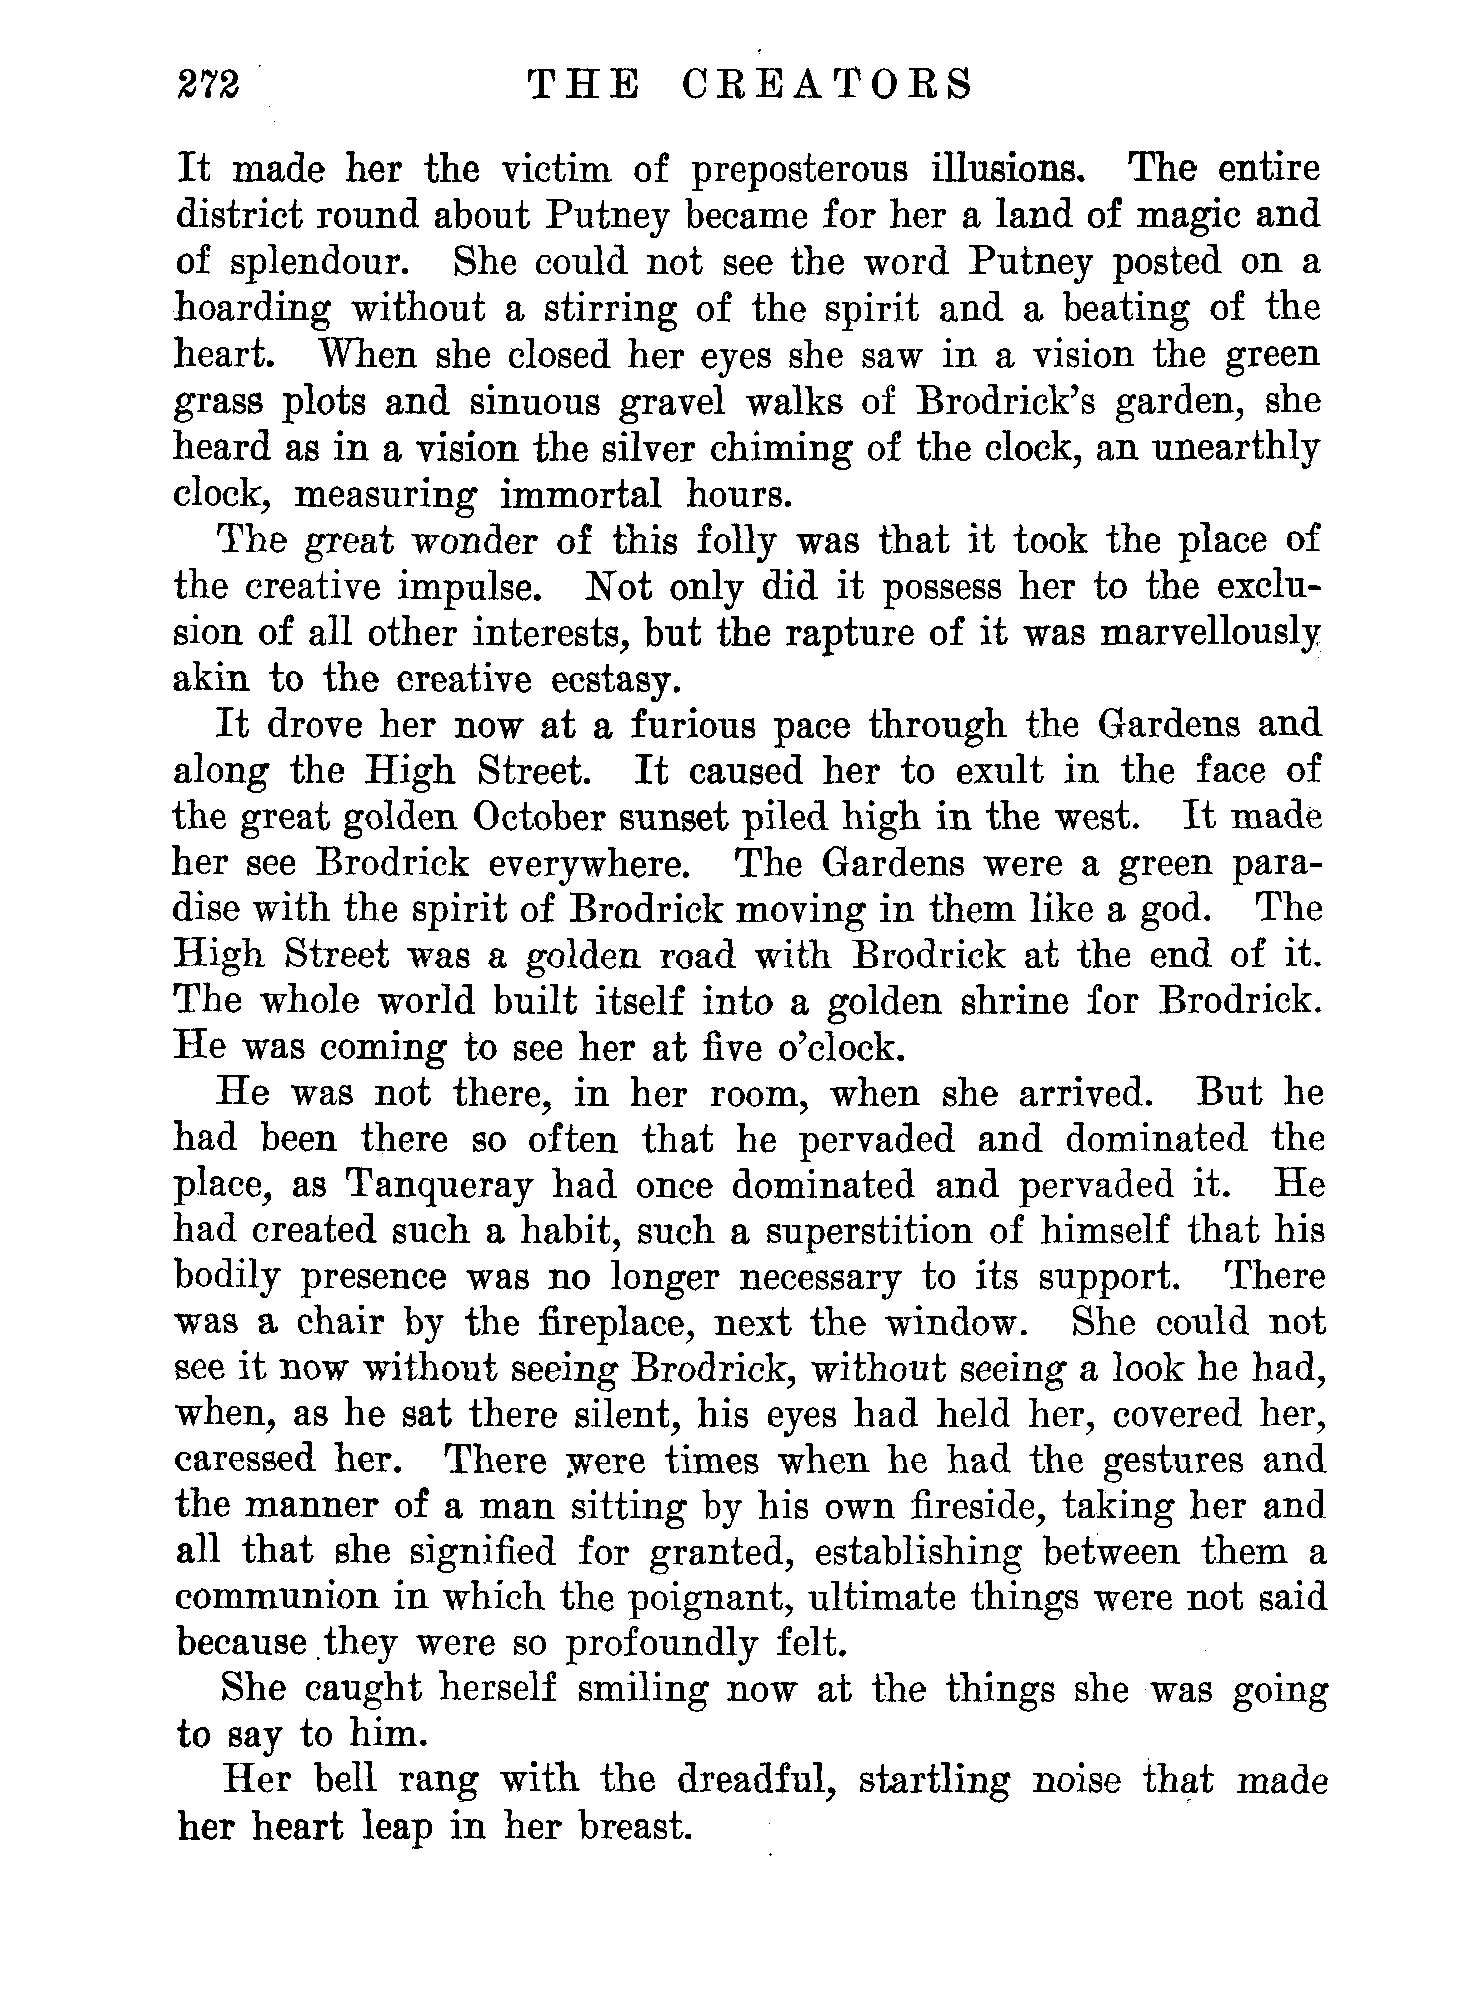 272 THE CREATORS
It made her the victim of preposterous illusions. The entire
district round about Putney became for her a land of magic and
of splendour. She could not see the word Putney posted on a
hoarding without a stirring of the spirit and a beating of the
heart. When she closed her eyes she saw in a vision the green
grass plots and sinuous gravel walks of Brodrick's garden, she
heard as in a vision the silver chiming of the clock, an unearthly
clock, measuring immortal hours.
The great wonder of this folly was that it took the place of
the creative impulse. Not only did it possess her to the exclu-
sion of all other interests, but the rapture of it was marvellously
akin to the creative ecstasy.
It drove her now at a furious pace through the Gardens and
along the High Street. It caused her to exult in the face of
the great golden October sunset piled high in the west. It made
her see Brodrick everywhere. The Gardens were a green para-
dise with the spirit of Brodrick moving in them like a god. The
High Street was a golden road with Brodrick at the end of it.
The whole world built itself into a golden shrine for Brodrick.
He was coming to see her at five o'clock.
He was not there, in her room, when she arrived. But he
had been there so often that he pervaded and dominated the
place, as Tanqueray had once dominated and pervaded it. He
had created such a habit, such a superstition of himself that his
bodily presence was no longer necessary to its support. There
was a chair by the fireplace, next the window. She could not
see it now without seeing Brodrick, without seeing a look he had,
when, as he sat there silent, his eyes had held her, covered her,
caressed her. There were times when he had the gestures and
the manner of a man sitting by his own fireside, taking her and
all that she signified for granted, establishing between them a
communion in which the poignant, ultimate things were not said
because they were so profoundly felt.
She caught herself smiling now at the things she was going
to say to him.
Her bell rang with the dreadful, startling noise that made
her heart leap in her breast.